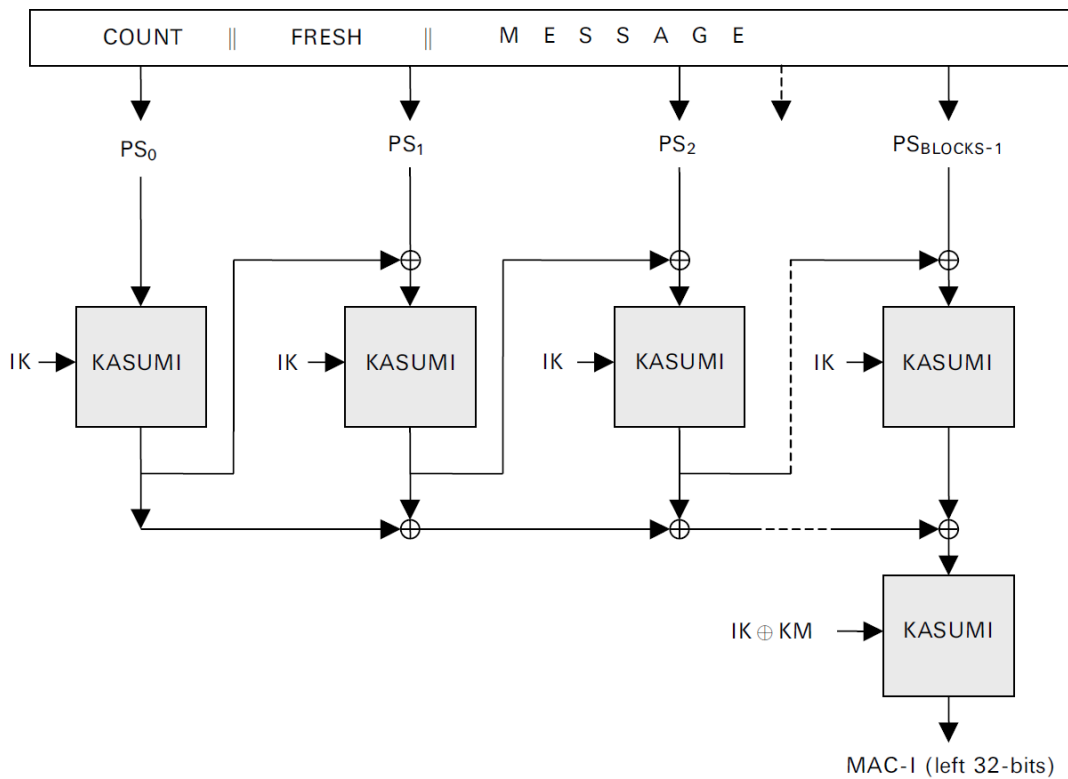 COUNT || FRESH || M E S S A G E
PS₀ PS₁ PS₂ PS_BLOCKS-1
IK KASUMI IK KASUMI IK KASUMI IK KASUMI
IK ⊕ KM KASUMI
MAC-I (left 32-bits)